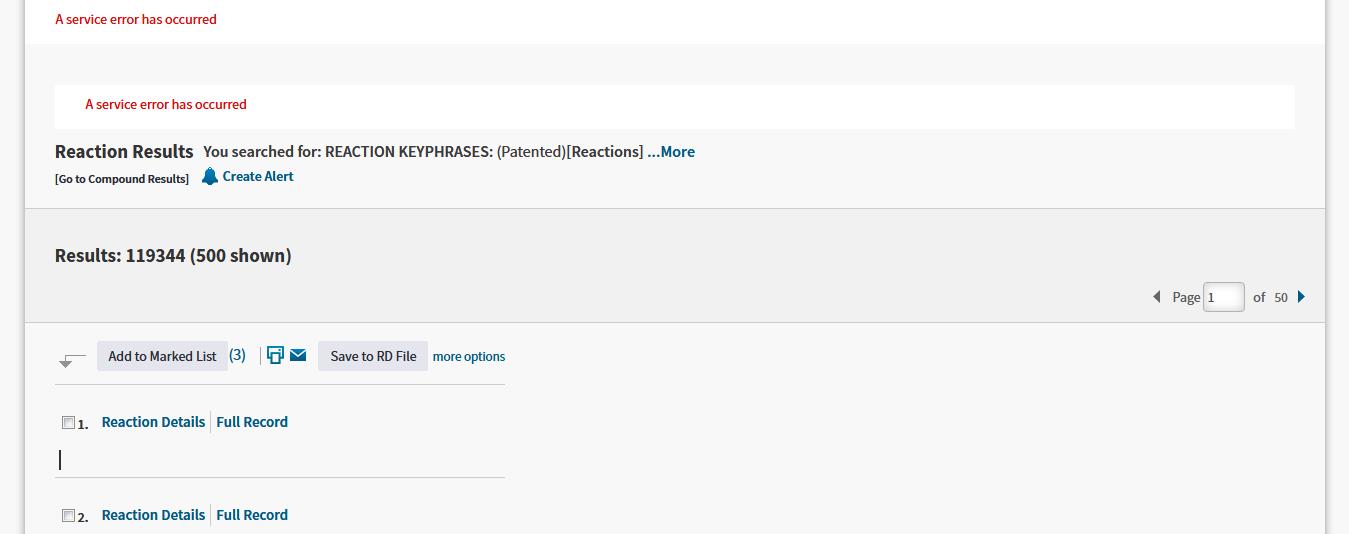 A service error has occurred
A service error has occurred
Reaction Results You searched for: REACTION KEYPHRASES: (Patented)[Reactions] ...More
[Go to Compound Results] Create Alert
Results: 119344 (500 shown)
Page 1 of 50
Add to Marked List (3) Save to RD File more options
1. Reaction Details Full Record
2. Reaction Details Full Record